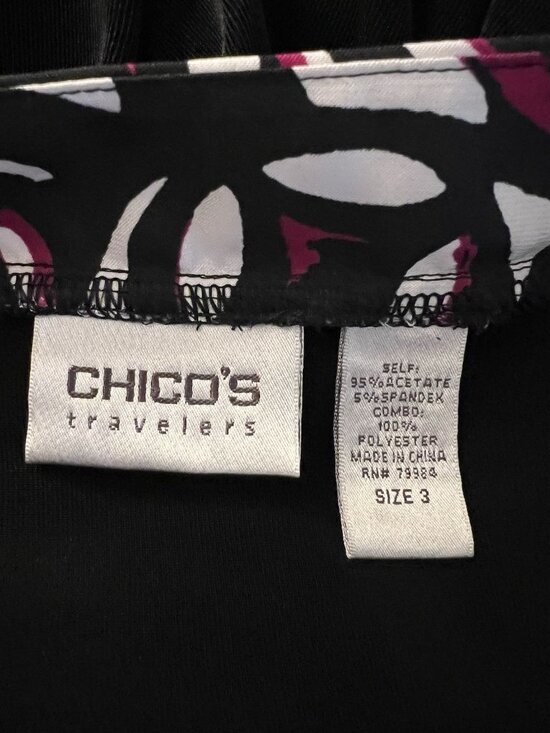 CHICO'S
travelers
SELF:
95% ACETATE
5% SPANDEX
COMBO:
100%
POLYESTER
MADE IN CHINA
RN# 79984
SIZE 3